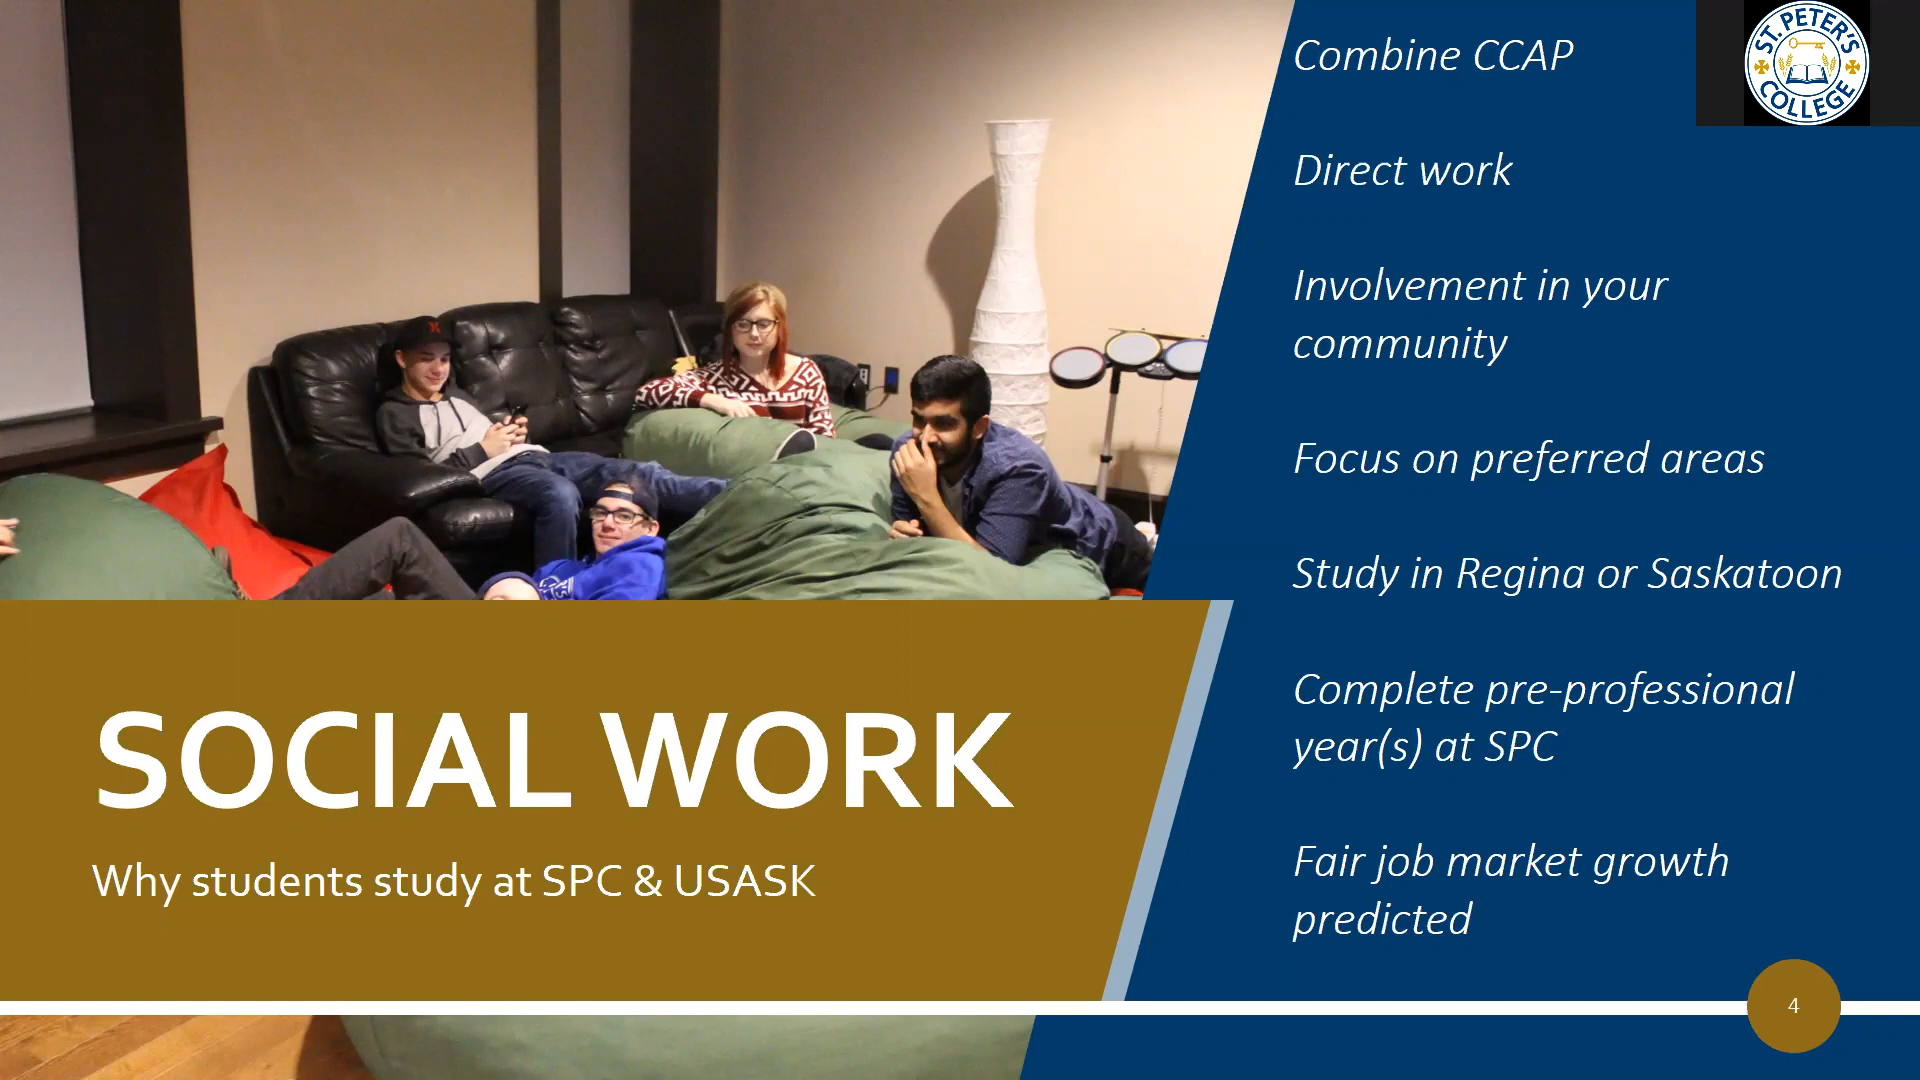 Combine CCAP
Direct work
Involvement in your
community
Focus on preferred areas
Study in Regina or Saskatoon
Complete pre-professional
year(s) at SPC
Fair job market growth
predicted
SOCIAL WORK
Why students study at SPC & USASK
ST. PETER'S
COLLEGE
4